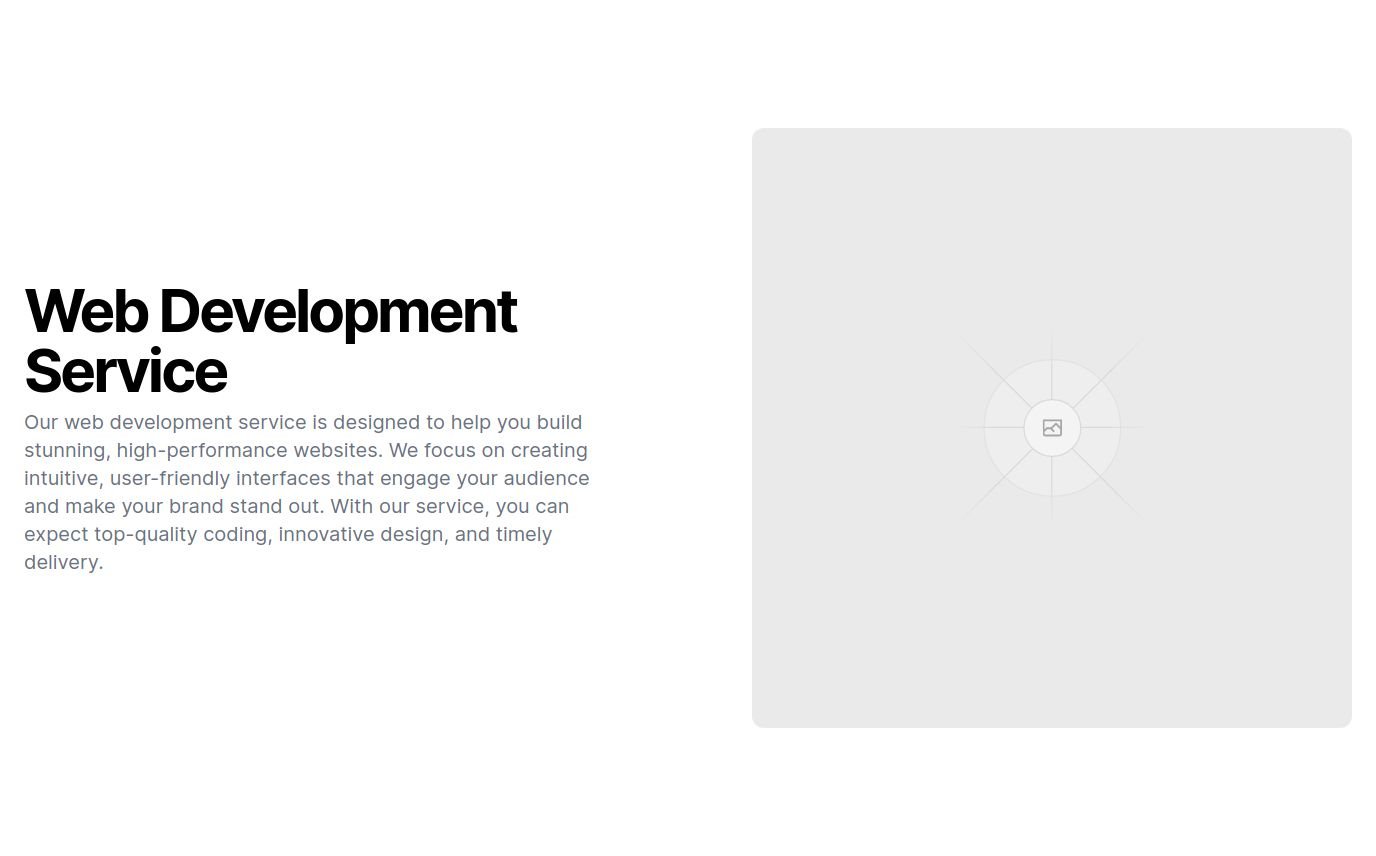 Web Development
Service
Our web development service is designed to help you build
stunning, high-performance websites. We focus on creating
intuitive, user-friendly interfaces that engage your audience
and make your brand stand out. With our service, you can
expect top-quality coding, innovative design, and timely
delivery.